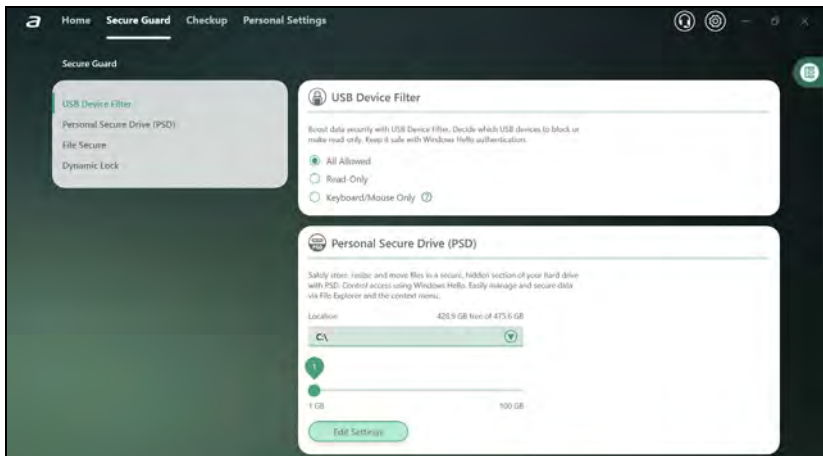 a Home Secure Guard Checkup Personal Settings
Secure Guard
USB Device Filter
Personal Secure Drive (PSD)
File Secure
Dynamic Lock
USB Device Filter
Boost data security with USB Device Filter. Decide which USB devices to block or
make read only. Keep it safe with Windows Hello authentication.
All Allowed
Read-Only
Keyboard/Mouse Only ?
Personal Secure Drive (PSD)
Safely store, resize and move files in a secure, hidden section of your hard drive
with PSD. Control access using Windows Hello. Easily manage and secure data
via File Explorer and the context menu.
Location 428.9 GB free of 475.6 GB
C:\
1
1 GB 100 GB
Edit Settings